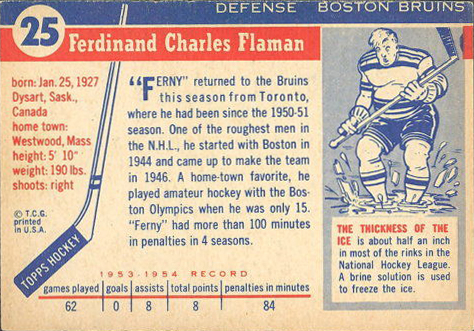 25
DEFENSE BOSTON BRUINS
Ferdinand Charles Flaman
born: Jan. 25, 1927
Dysart, Sask.,
Canada
home town:
Westwood, Mass
height: 5' 10"
weight: 190 lbs.
shoots: right
© T.C.G.
printed in
U.S.A.
TOPPS HOCKEY
"FERNY" returned to the Bruins
this season from Toronto,
where he had been since the 1950-51
season. One of the roughest men in
the N.H.L., he started with Boston in
1944 and came up to make the team
in 1946. A home-town favorite, he
played amateur hockey with the Bos-
ton Olympics when he was only 15.
"Ferny" had more than 100 minutes
in penalties in 4 seasons.
1953-1954 RECORD
games played goals assists total points penalties in minutes
62 0 8 8 84
THE THICKNESS OF THE
ICE is about half an inch
in most of the rinks in the
National Hockey League.
A brine solution is used
to freeze the ice.